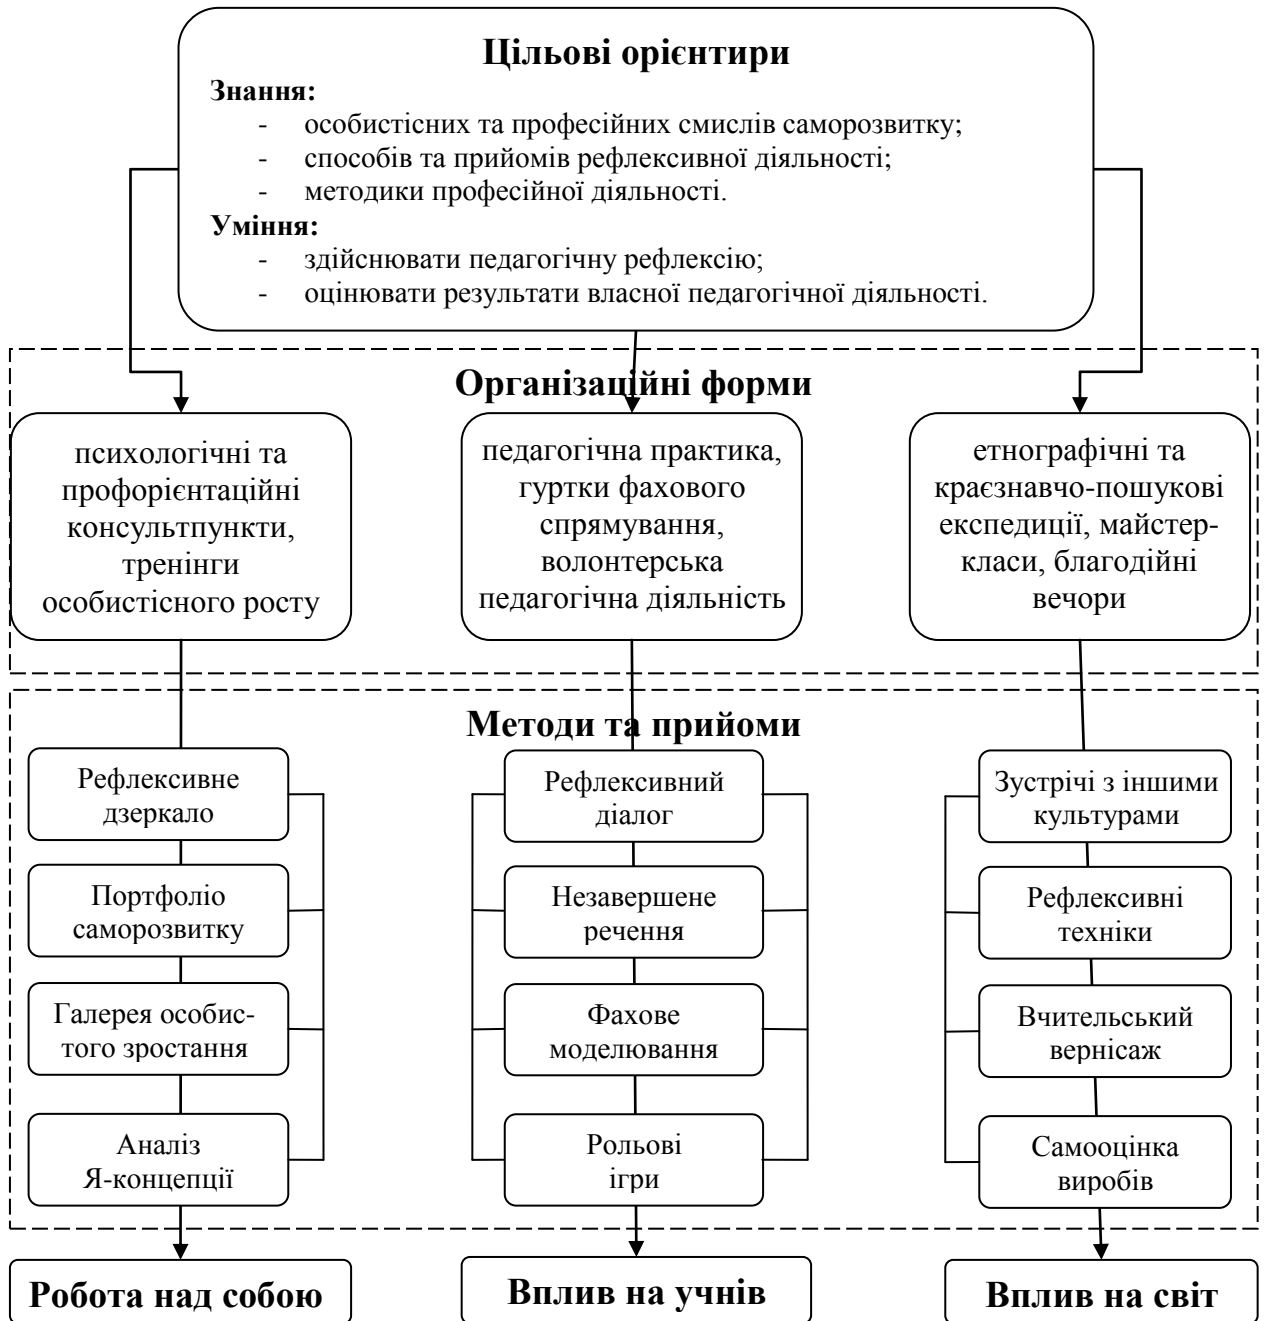 Цільові орієнтири
Знання:
- особистісних та професійних смислів саморозвитку;
- способів та прийомів рефлексивної діяльності;
- методики професійної діяльності.
Уміння:
- здійснювати педагогічну рефлексію;
- оцінювати результати власної педагогічної діяльності.
Організаційні форми
психологічні та
профорієнтаційні
консультпункти,
тренінги
особистісного росту
педагогічна практика,
гуртки фахового
спрямування,
волонтерська
педагогічна діяльність
етнографічні та
краєзнавчо-пошукові
експедиції, майстер-
класи, благодійні
вечори
Методи та прийоми
Рефлексивне
дзеркало
Портфоліо
саморозвитку
Галерея особис-
того зростання
Аналіз
Я-концепції
Рефлексивний
діалог
Незавершене
речення
Фахове
моделювання
Рольові
ігри
Зустрічі з іншими
культурами
Рефлексивні
техніки
Вчительський
вернісаж
Самооцінка
виробів
Робота над собою
Вплив на учнів
Вплив на світ